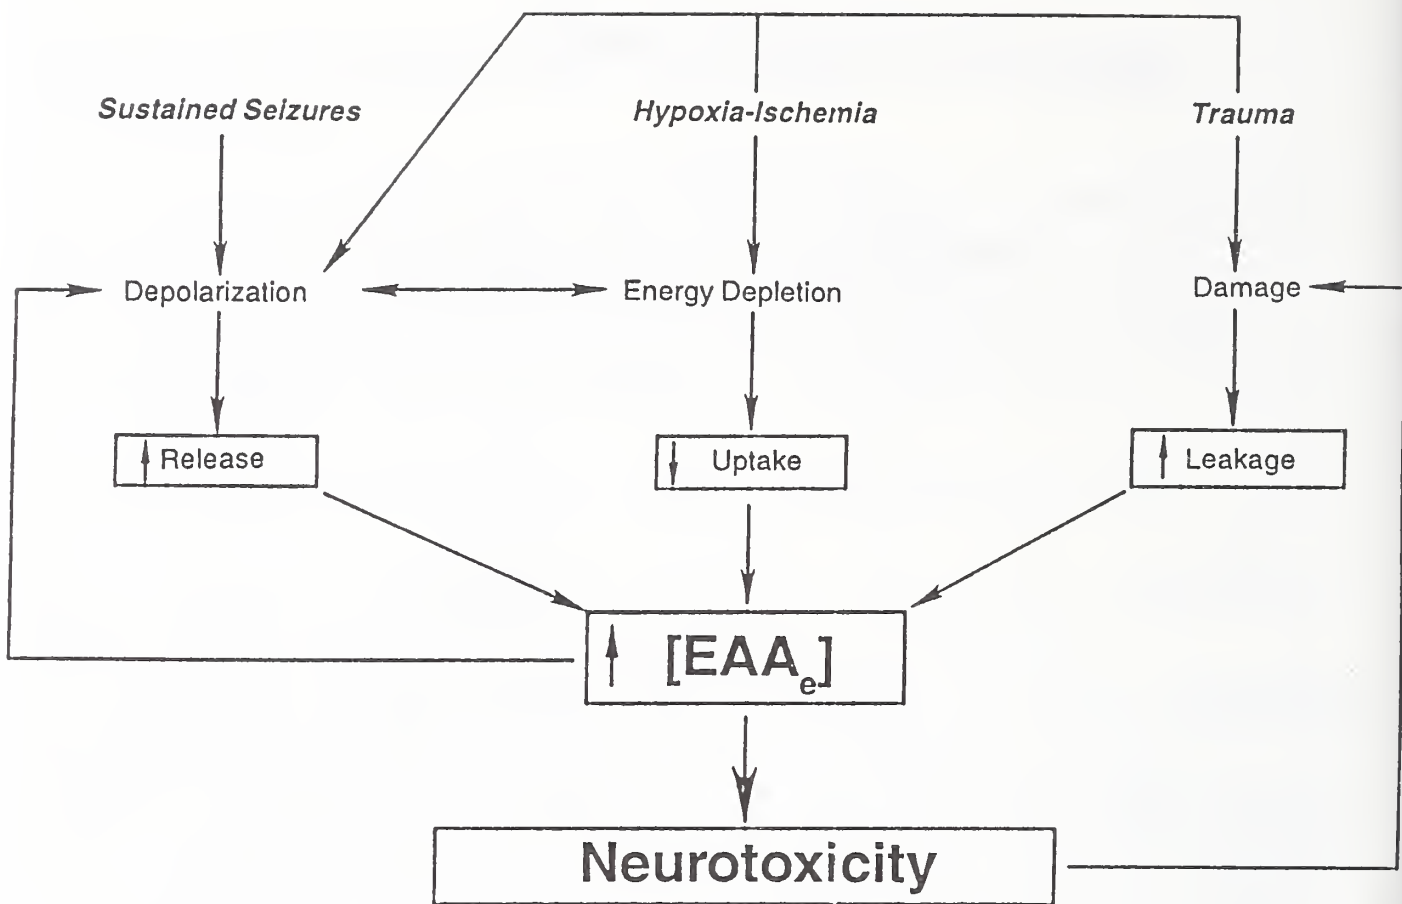 Sustained Seizures
Hypoxia-Ischemia
Trauma
Depolarization
Energy Depletion
Damage
↑ Release
↓ Uptake
↑ Leakage
↑ [EAAe]
Neurotoxicity